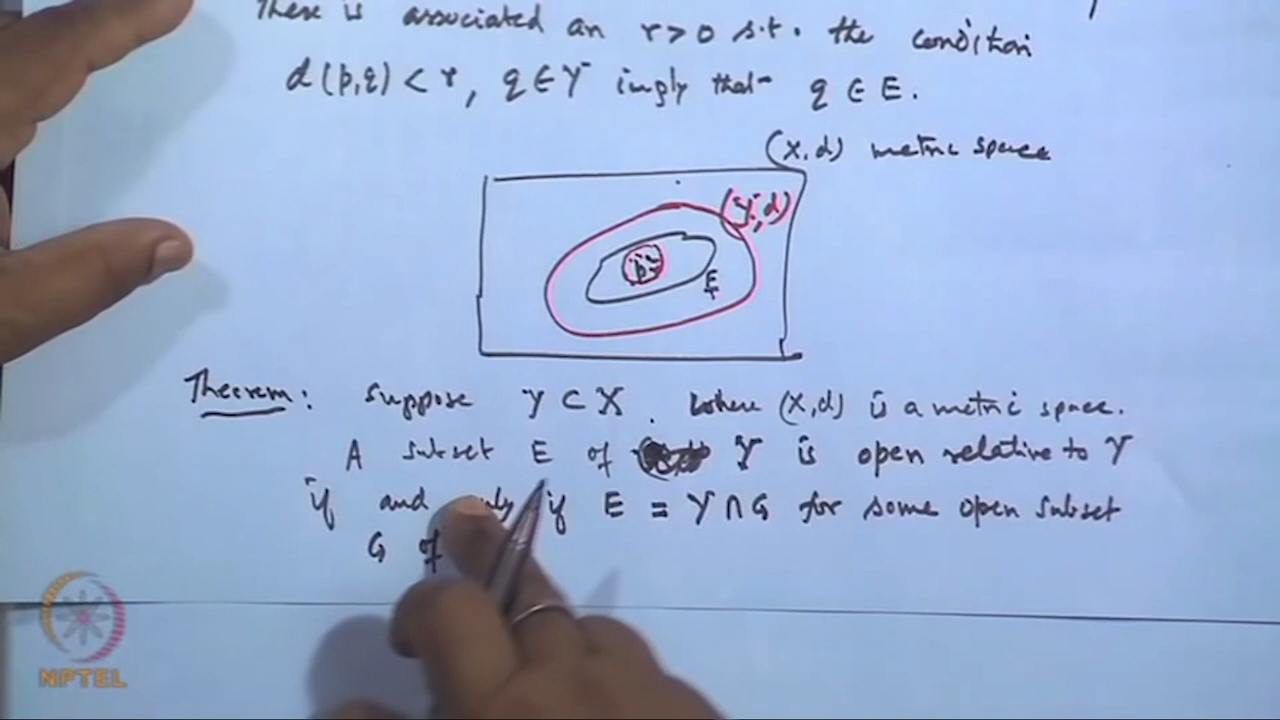 There is associated an r > 0 s.t. the condition
d(p,q) < r, q ∈ Y imply that q ∈ E.
(X,d) metric space
(Y,d)
p
E
Theorem: Suppose Y ⊂ X. where (X,d) is a metric space.
A subset E of Y is open relative to Y
if and only if E = Y ∩ G for some open subset
G of
NPTEL